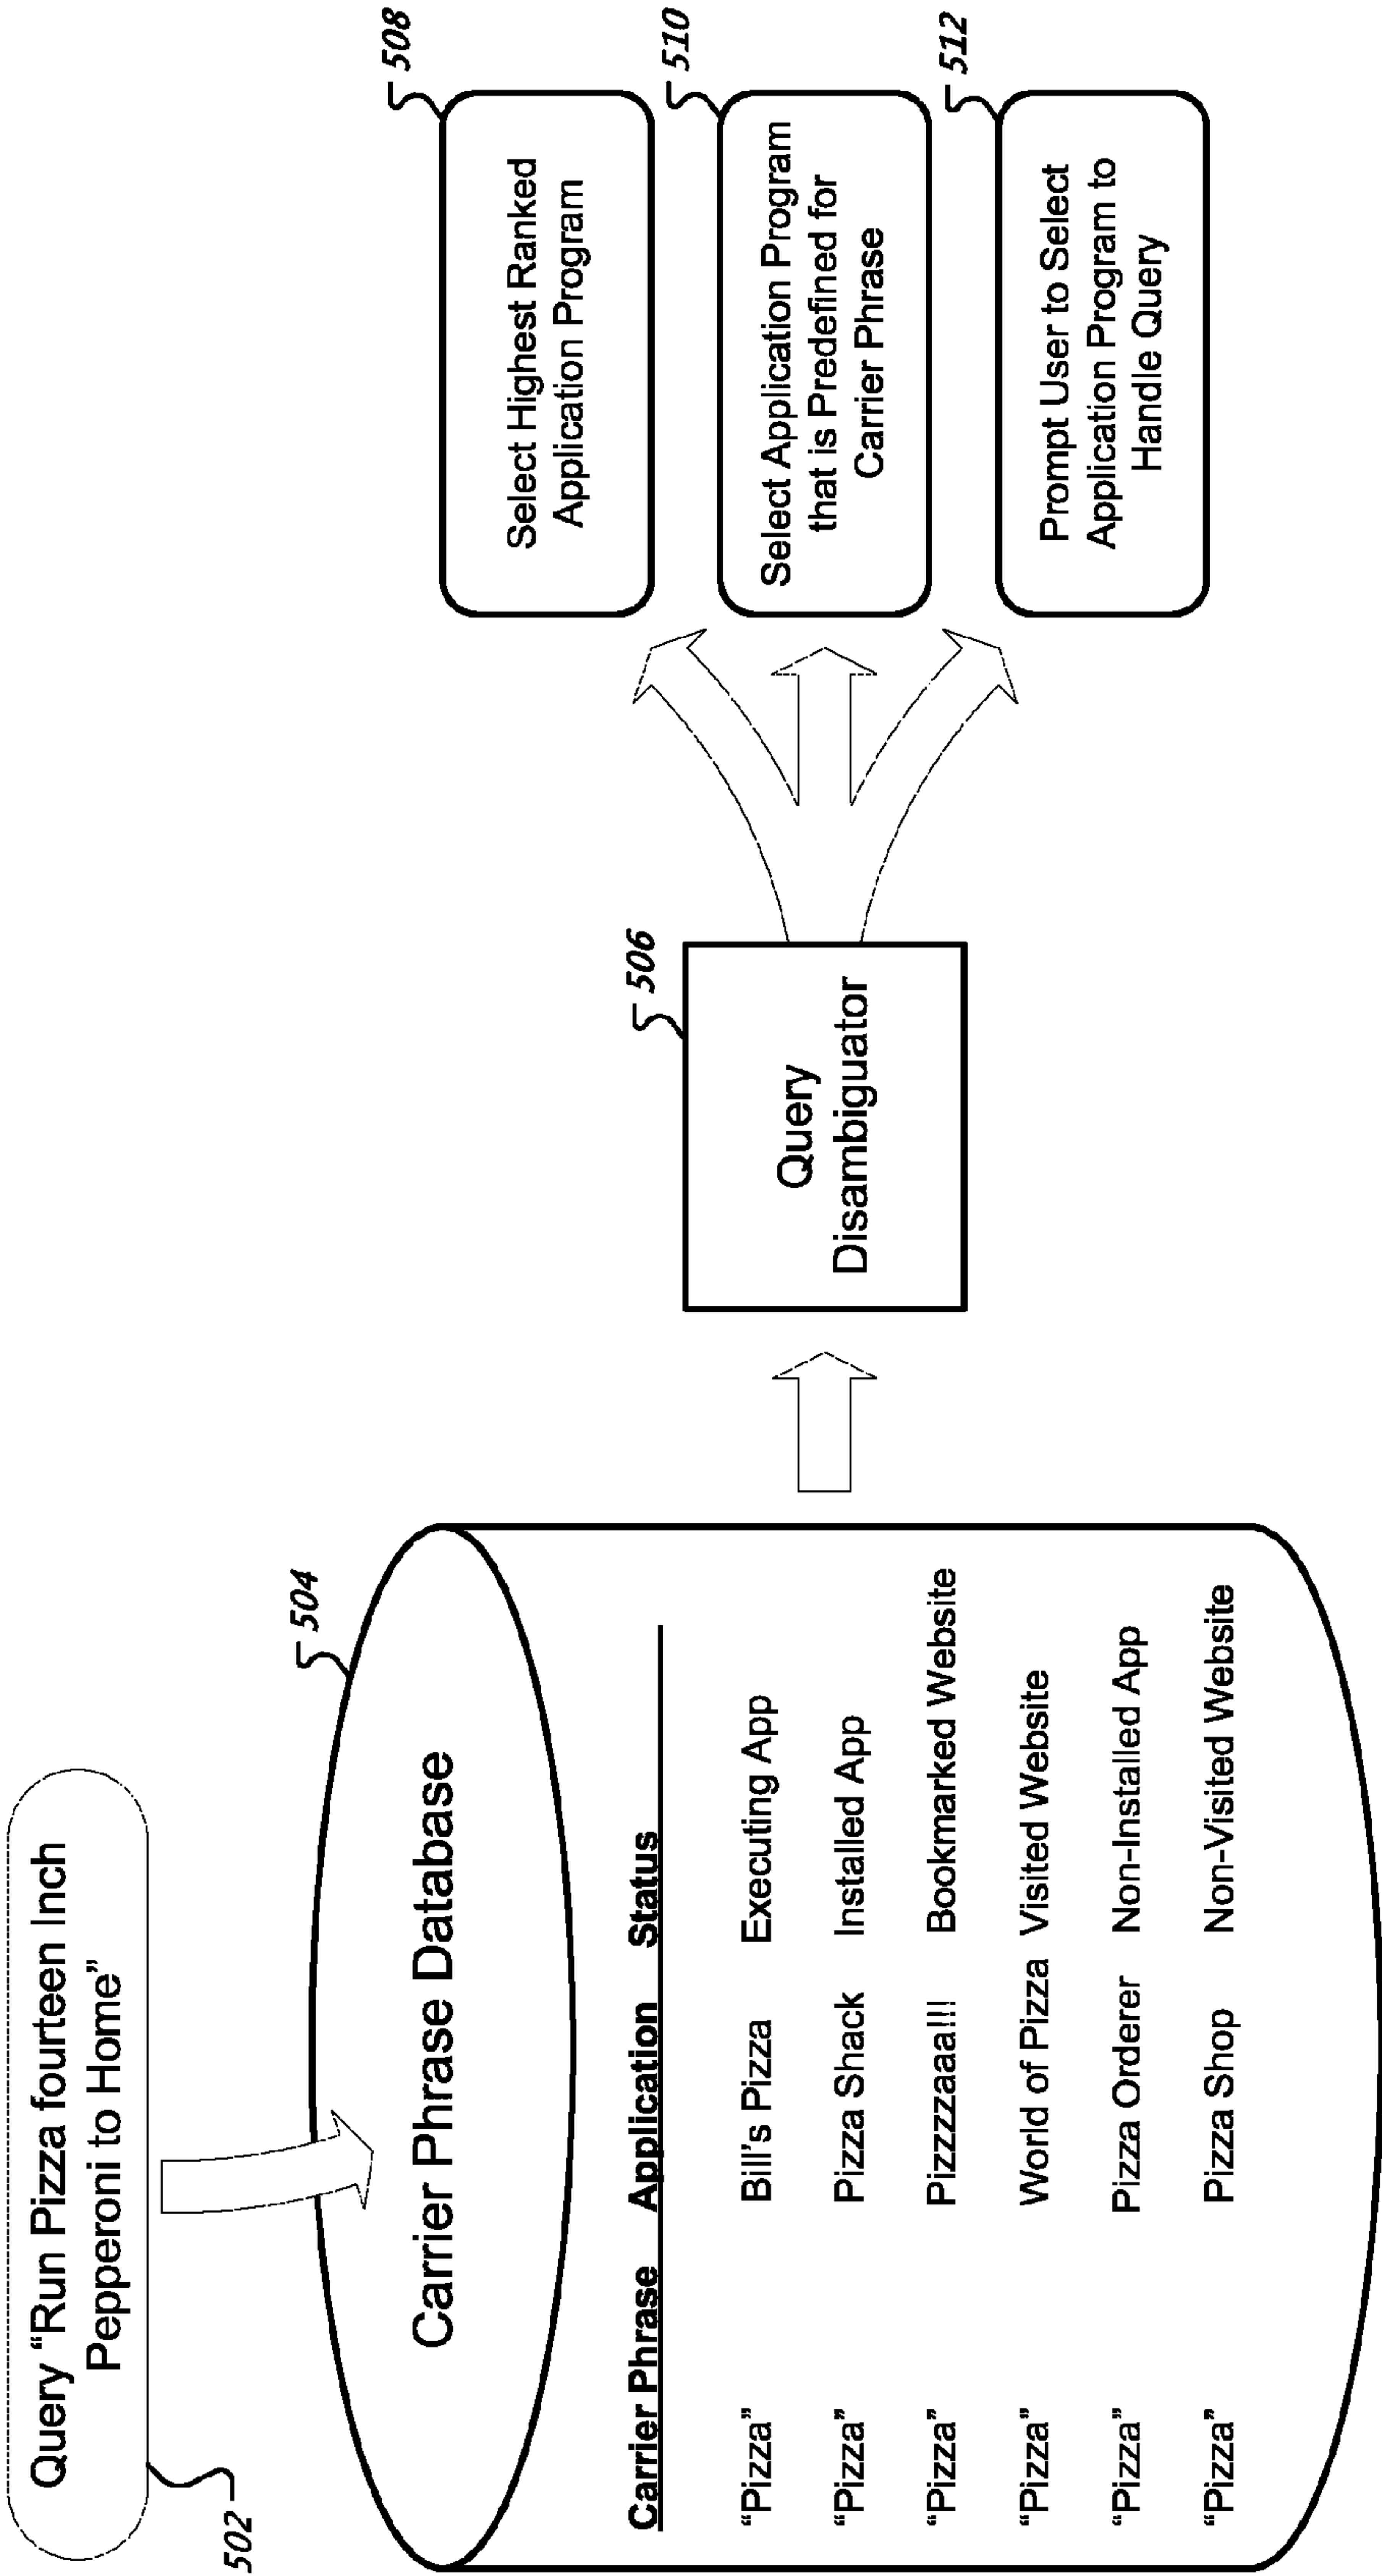 Query “Run Pizza fourteen Inch
Pepperoni to Home”
502
504
Carrier Phrase Database
Carrier Phrase Application Status
“Pizza” Bill's Pizza Executing App
“Pizza” Pizza Shack Installed App
“Pizza” Pizzzzaaa!!! Bookmarked Website
“Pizza” World of Pizza Visited Website
“Pizza” Pizza Orderer Non-Installed App
“Pizza” Pizza Shop Non-Visited Website
506
Query
Disambiguator
508
Select Highest Ranked
Application Program
510
Select Application Program
that is Predefined for
Carrier Phrase
512
Prompt User to Select
Application Program to
Handle Query